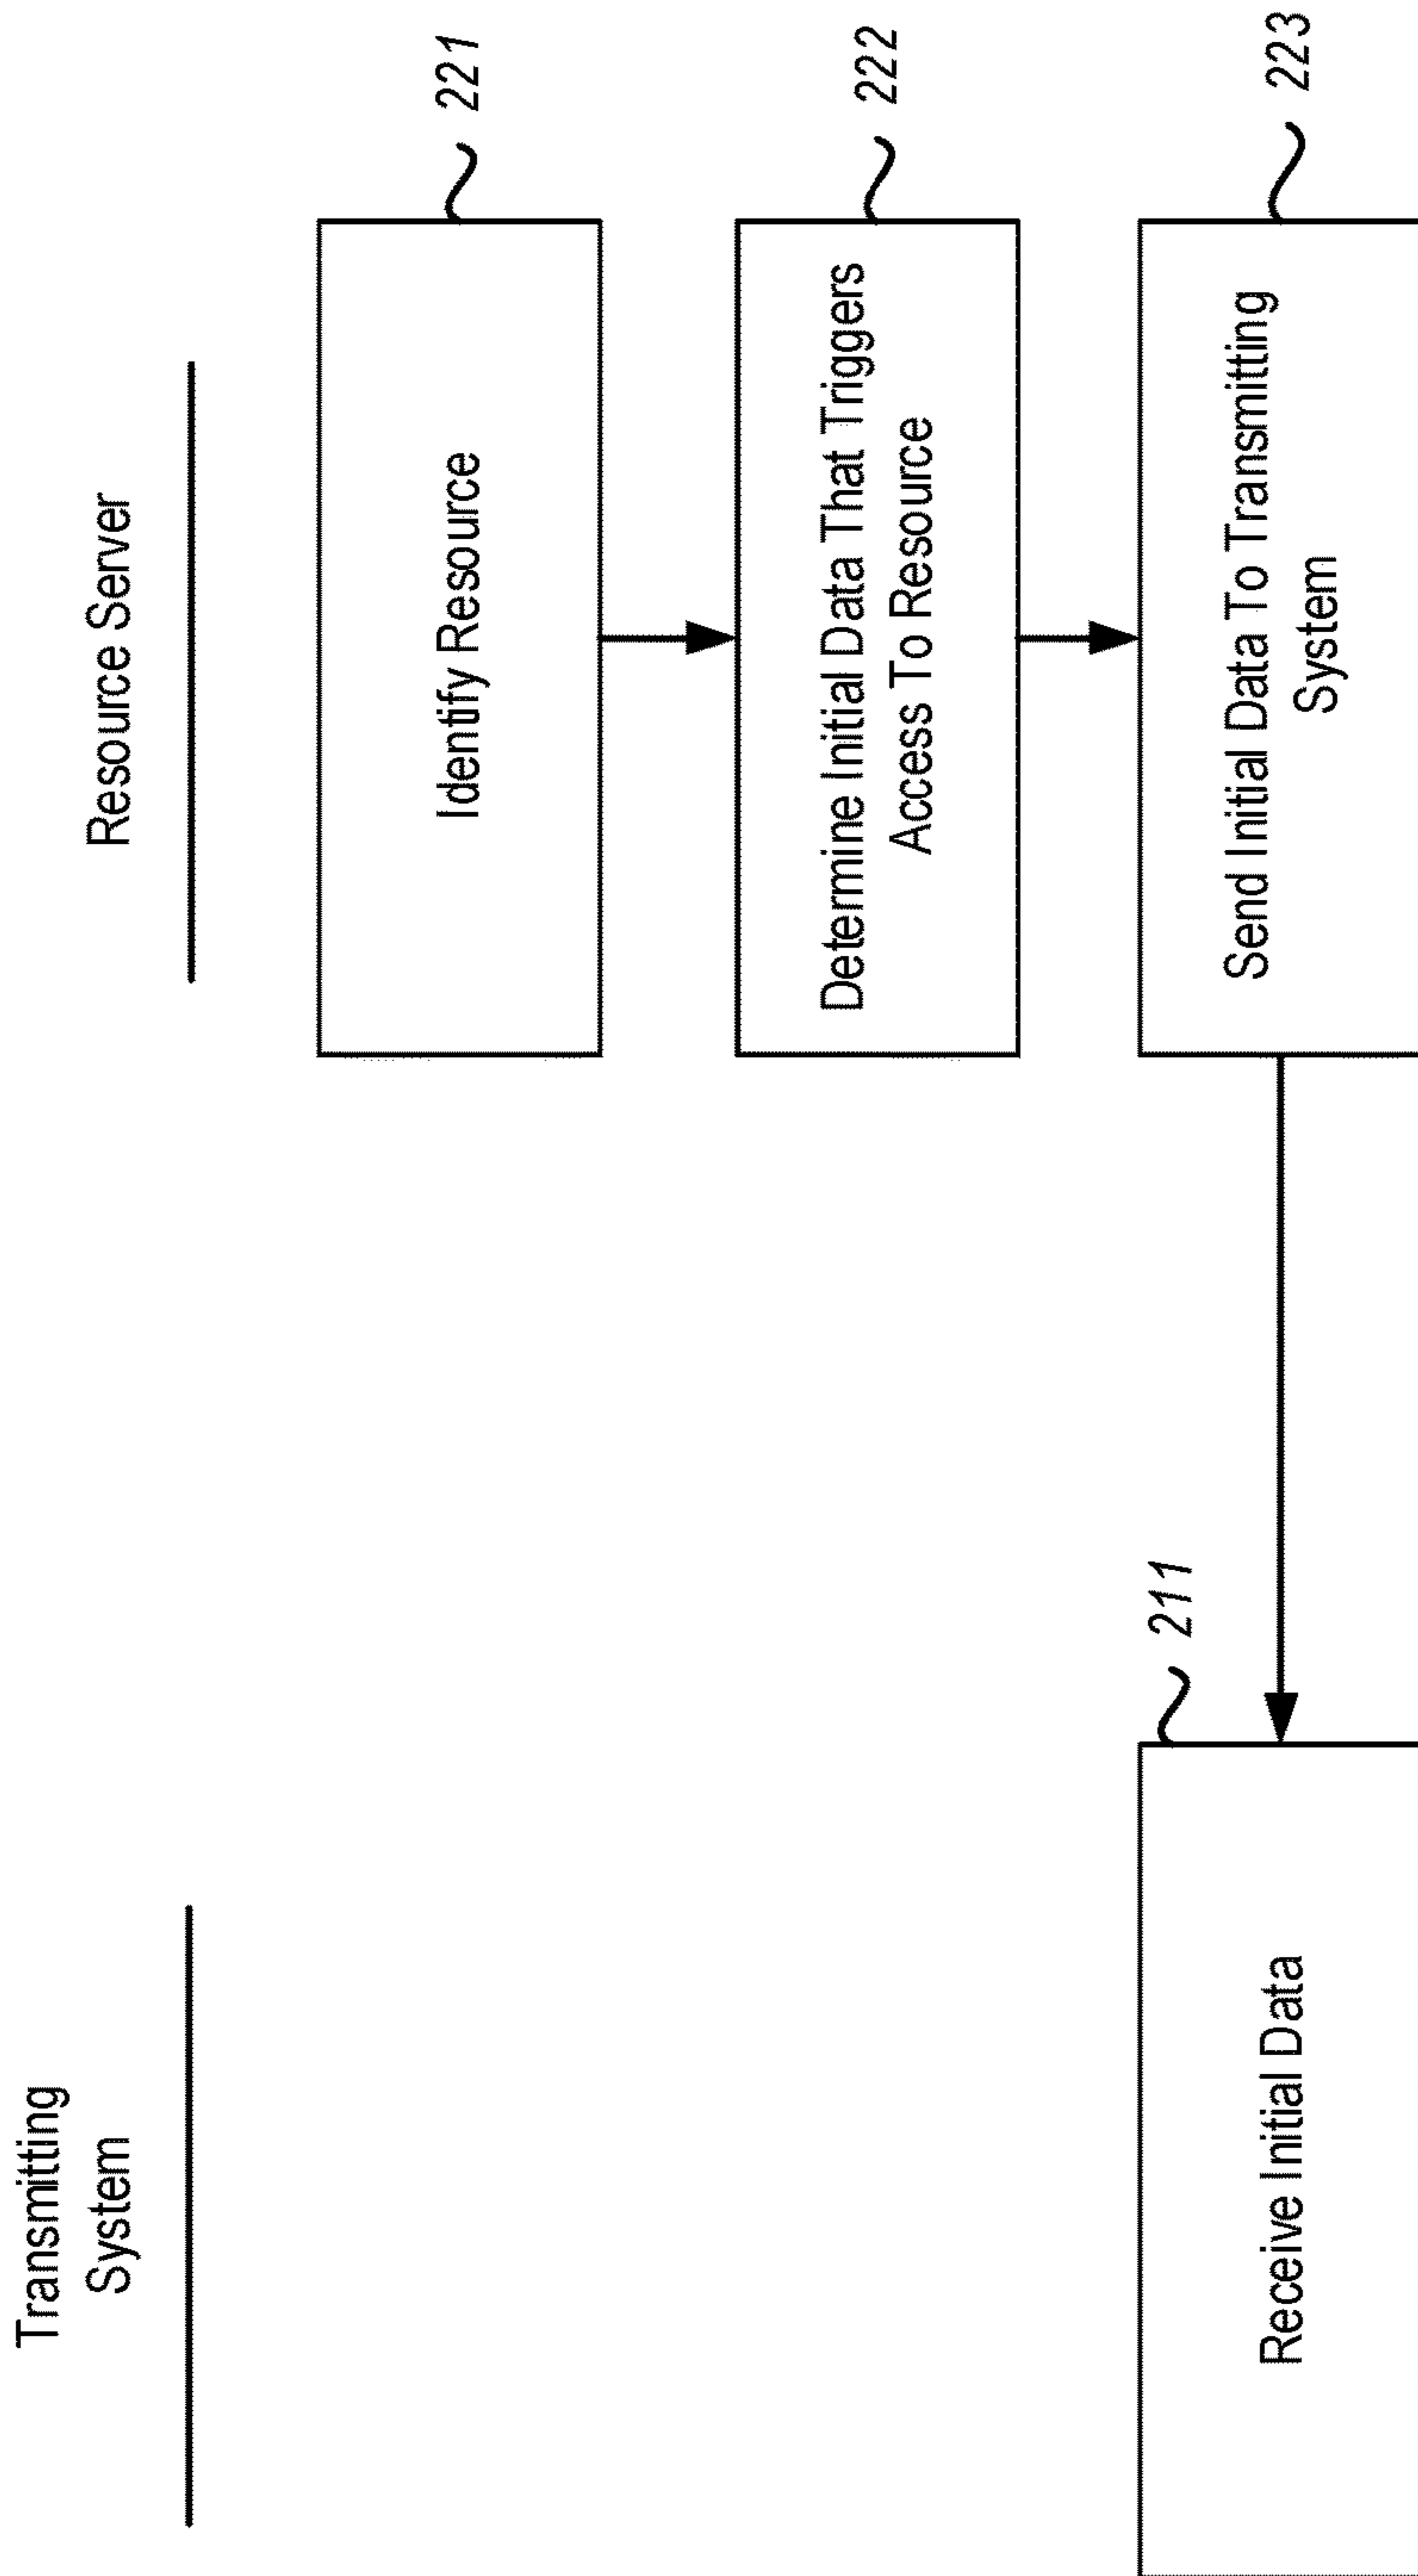 Transmitting
System
Resource Server
Identify Resource
221
Determine Initial Data That Triggers
Access To Resource
222
Send Initial Data To Transmitting
System
223
Receive Initial Data
211